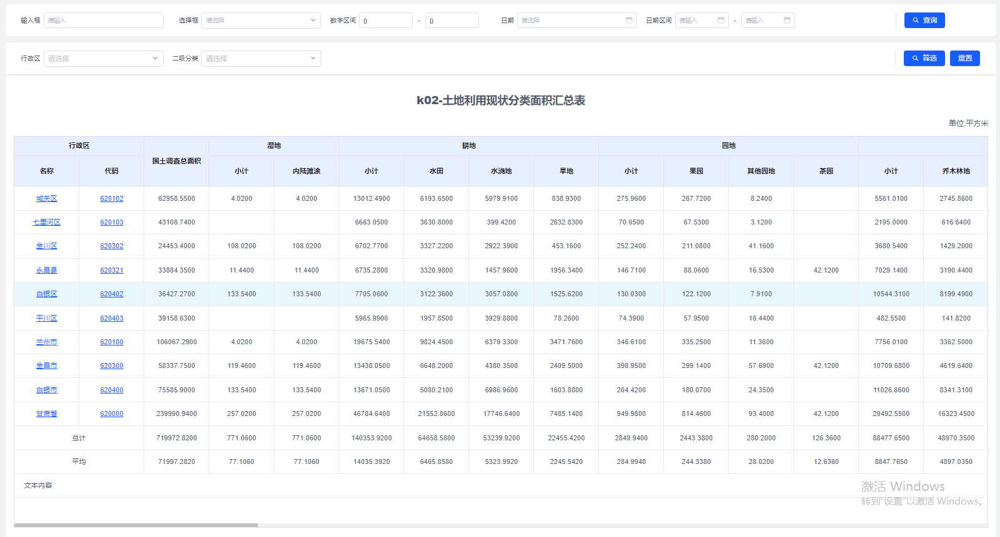 输入框 请输入 选择框 请选择 数字区间 0 - 0 日期 请选择 日期区间 请输入 - 请输入 查询
行政区 请选择 二级分类 请选择 筛选 重置
k02-土地利用现状分类面积汇总表
单位:平方米
行政区 国土调查总面积 湿地 耕地 园地
名称 代码 小计 内陆滩涂 小计 水田 水浇地 旱地 小计 果园 其他园地 茶园 小计 乔木林地
城关区 620102 62958.5500 4.0200 4.0200 13012.4900 6193.6500 5979.9100 838.9300 275.9600 267.7200 8.2400 5561.0100 2745.8600
七里河区 620103 43108.7400 6663.0500 3630.8000 399.4200 2632.8300 70.6500 67.5300 3.1200 2195.0000 616.6400
金川区 620302 24453.4000 108.0200 108.0200 6702.7700 3327.2200 2922.3900 453.1600 252.2400 211.0800 41.1600 3680.5400 1429.2000
永昌县 620321 33884.3500 11.4400 11.4400 6735.2800 3320.9800 1457.9600 1956.3400 146.7100 88.0600 16.5300 42.1200 7029.1400 3190.4400
白银区 620402 36427.2700 133.5400 133.5400 7705.0600 3122.3600 3057.0800 1525.6200 130.0300 122.1200 7.9100 10544.3100 8199.4900
平川区 620403 39158.6300 5965.9900 1957.8500 3929.8800 78.2600 74.3900 57.9500 16.4400 482.5500 141.8200
兰州市 620100 106067.2900 4.0200 4.0200 19675.5400 9824.4500 6379.3300 3471.7600 346.6100 335.2500 11.3600 7756.0100 3362.5000
金昌市 620300 58337.7500 119.4600 119.4600 13438.0500 6648.2000 4380.3500 2409.5000 398.9500 299.1400 57.6900 42.1200 10709.6800 4619.6400
白银市 620400 75585.9000 133.5400 133.5400 13671.0500 5080.2100 6986.9600 1603.8800 204.4200 180.0700 24.3500 11026.8600 8341.3100
甘肃省 620000 239990.9400 257.0200 257.0200 46784.6400 21552.8600 17746.6400 7485.1400 949.9800 814.4600 93.4000 42.1200 29492.5500 16323.4500
总计 719972.8200 771.0600 771.0600 140353.9200 64658.5800 53239.9200 22455.4200 2849.9400 2443.3800 280.2000 126.3600 88477.6500 48970.3500
平均 71997.2820 77.1060 77.1060 14035.3920 6465.8580 5323.9920 2245.5420 284.9940 244.3380 28.0200 12.6360 8847.7650 4897.0350
文本内容
激活 Windows
转到"设置"以激活 Windows。